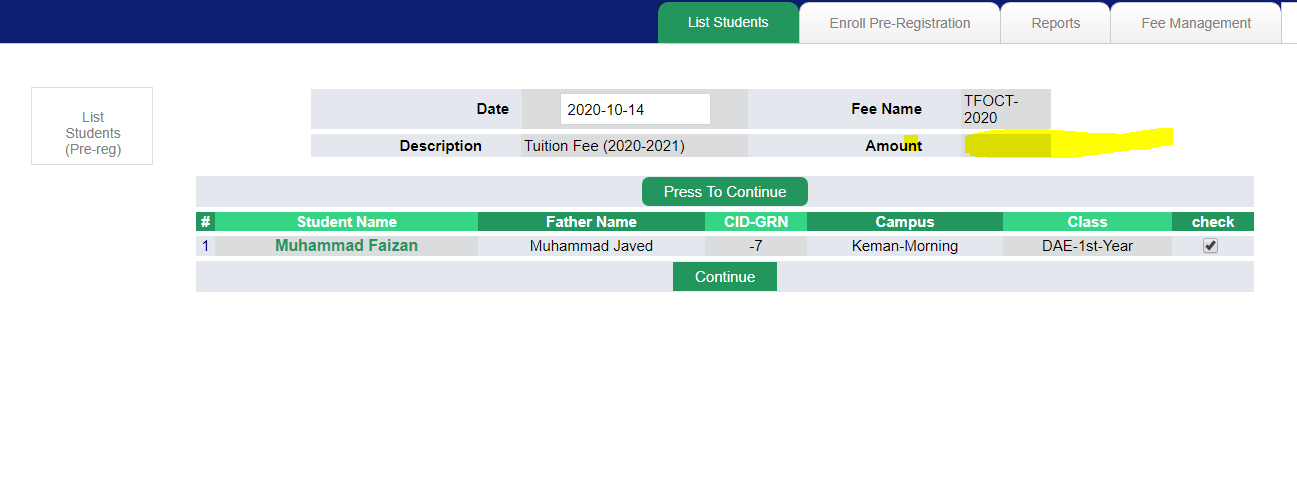 List Students Enroll Pre-Registration Reports Fee Management
List
Students
(Pre-reg)
Date 2020-10-14 Fee Name TFOCT-
2020
Description Tuition Fee (2020-2021) Amount
Press To Continue
# Student Name Father Name CID-GRN Campus Class check
1 Muhammad Faizan Muhammad Javed -7 Keman-Morning DAE-1st-Year
Continue